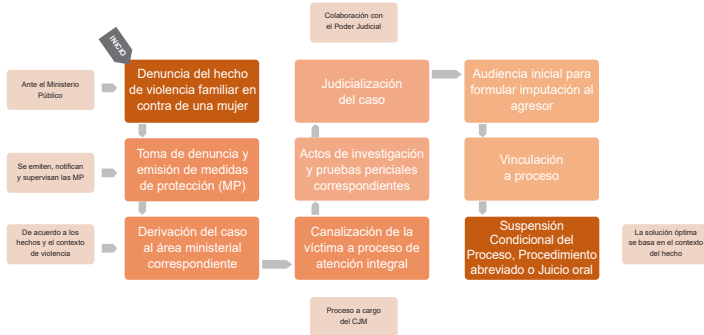 Colaboración con
el Poder Judicial
INICIO
Ante el Ministerio
Público
Denuncia del hecho
de violencia familiar en
contra de una mujer
Judicialización
del caso
Audiencia inicial para
formular imputación al
agresor
Se emiten, notifican
y supervisan las MP
Toma de denuncia y
emisión de medidas
de protección (MP)
Actos de investigación
y pruebas periciales
correspondientes
Vinculación
a proceso
De acuerdo a los
hechos y el contexto
de violencia
Derivación del caso
al área ministerial
correspondiente
Canalización de la
víctima a proceso de
atención integral
Suspensión
Condicional del
Proceso, Procedimiento
abreviado o Juicio oral
La solución óptima
se basa en el contexto
del hecho
Proceso a cargo
del CJM